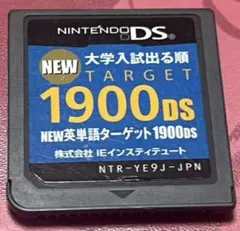 NINTENDO DS
NEW 大学入試出る順
TARGET
1900DS
NEW英単語ターゲット1900DS
株式会社 IEインスティテュート
NTR-YE9J-JPN